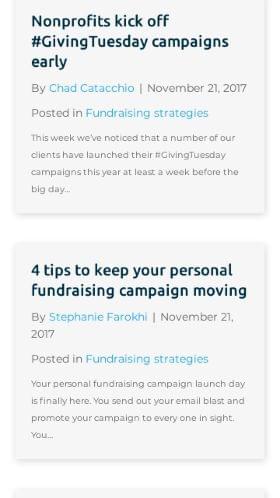 Nonprofits kick off
#GivingTuesday campaigns
early
By Chad Catacchio | November 21, 2017
Posted in Fundraising strategies
This week we've noticed that a number of our
clients have launched their #GivingTuesday
campaigns this year at least a week before the
big day...
4 tips to keep your personal
fundraising campaign moving
By Stephanie Farokhi | November 21,
2017
Posted in Fundraising strategies
Your personal fundraising campaign launch day
is finally here. You send out your email blast and
promote your campaign to every one in sight.
You...